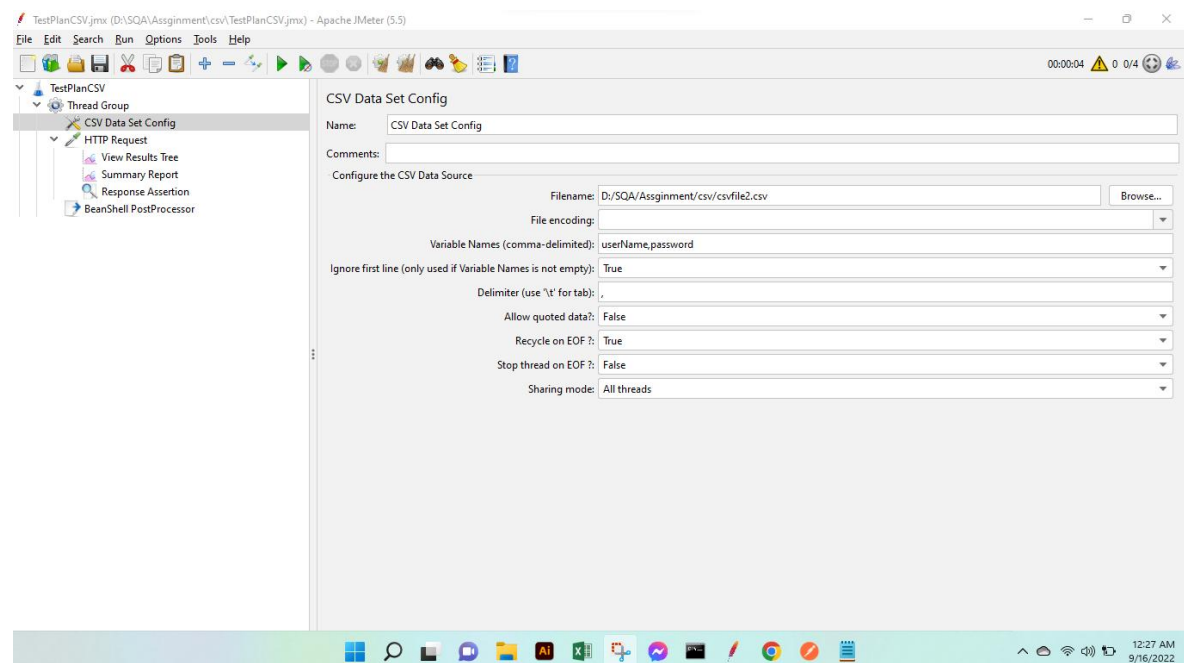 TestPlanCSV.jmx (D:\SQA\Assginment\csv\TestPlanCSV.jmx) - Apache JMeter (5.5)
File Edit Search Run Options Tools Help
00:00:04 0 0/4
TestPlanCSV
Thread Group
CSV Data Set Config
HTTP Request
View Results Tree
Summary Report
Response Assertion
BeanShell PostProcessor
CSV Data Set Config
Name: CSV Data Set Config
Comments:
Configure the CSV Data Source
Filename: D:/SQA/Assginment/csv/csvfile2.csv Browse...
File encoding:
Variable Names (comma-delimited): userName,password
Ignore first line (only used if Variable Names is not empty): True
Delimiter (use '\t' for tab): ,
Allow quoted data?: False
Recycle on EOF ?: True
Stop thread on EOF ?: False
Sharing mode: All threads
Ai
12:27 AM
9/16/2022